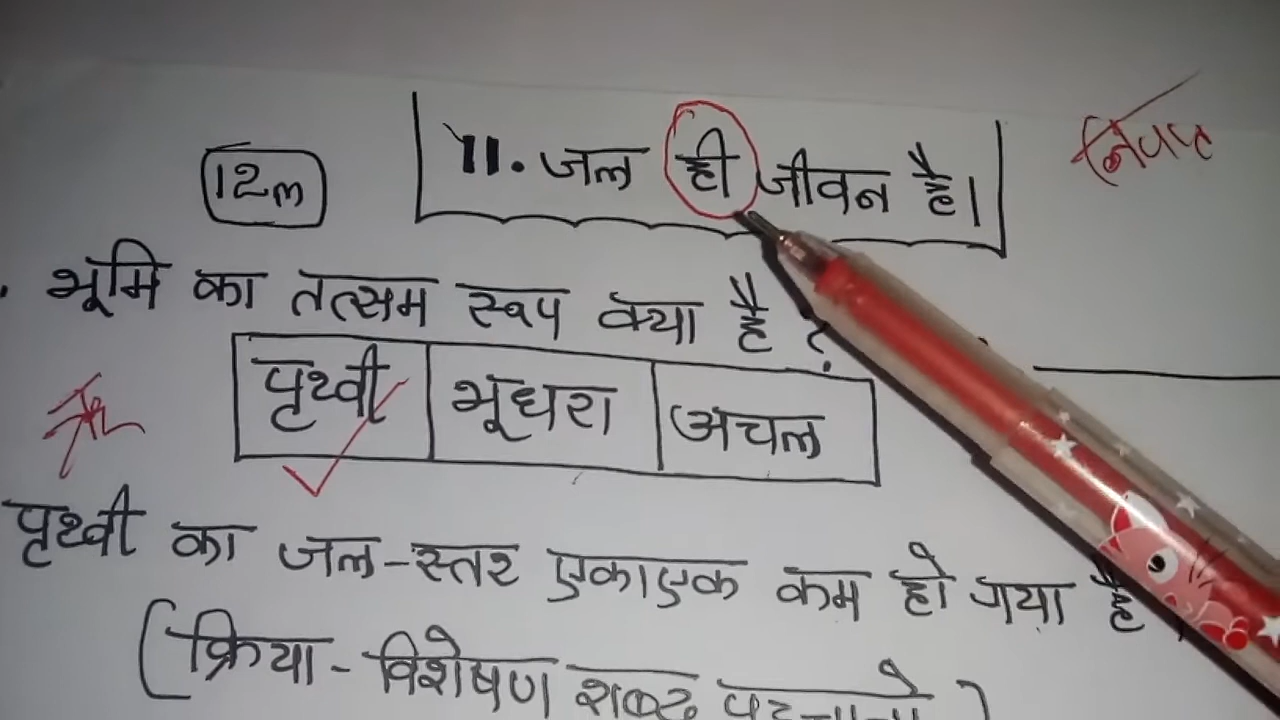 11. जल ही जीवन है।
निपात
12m
. भूमि का तत्सम रूप क्या है ?
पृथ्वी भूधरा अचल
पृथ्वी का जल-स्तर एकाएक कम हो गया है
(क्रिया-विशेषण शब्द पहचानो)